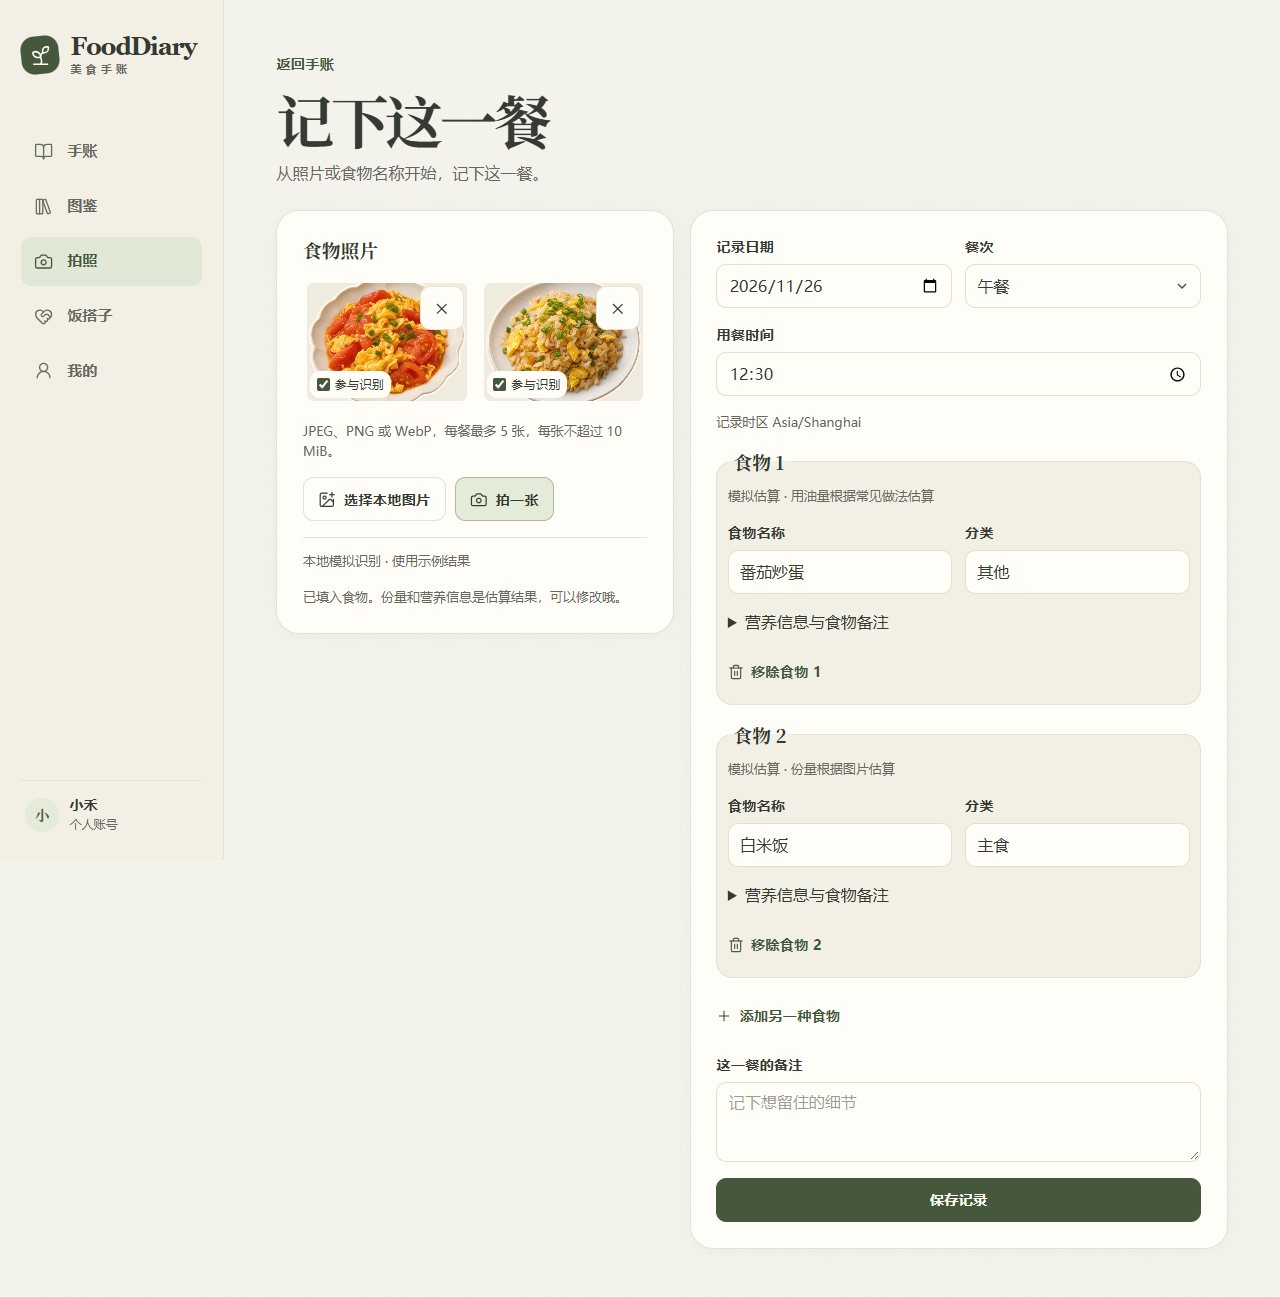 FoodDiary
美食手账
手账
图鉴
拍照
饭搭子
我的
小
小禾
个人账号
返回手账
记下这一餐
从照片或食物名称开始，记下这一餐。
食物照片
参与识别
参与识别
JPEG、PNG 或 WebP，每餐最多 5 张，每张不超过 10
MiB。
选择本地图片
拍一张
本地模拟识别 · 使用示例结果
已填入食物。份量和营养信息是估算结果，可以修改哦。
记录日期
餐次
2026/11/26
午餐
用餐时间
12:30
记录时区 Asia/Shanghai
食物 1
模拟估算 · 用油量根据常见做法估算
食物名称
分类
番茄炒蛋
其他
营养信息与食物备注
移除食物 1
食物 2
模拟估算 · 份量根据图片估算
食物名称
分类
白米饭
主食
营养信息与食物备注
移除食物 2
添加另一种食物
这一餐的备注
记下想留住的细节
保存记录